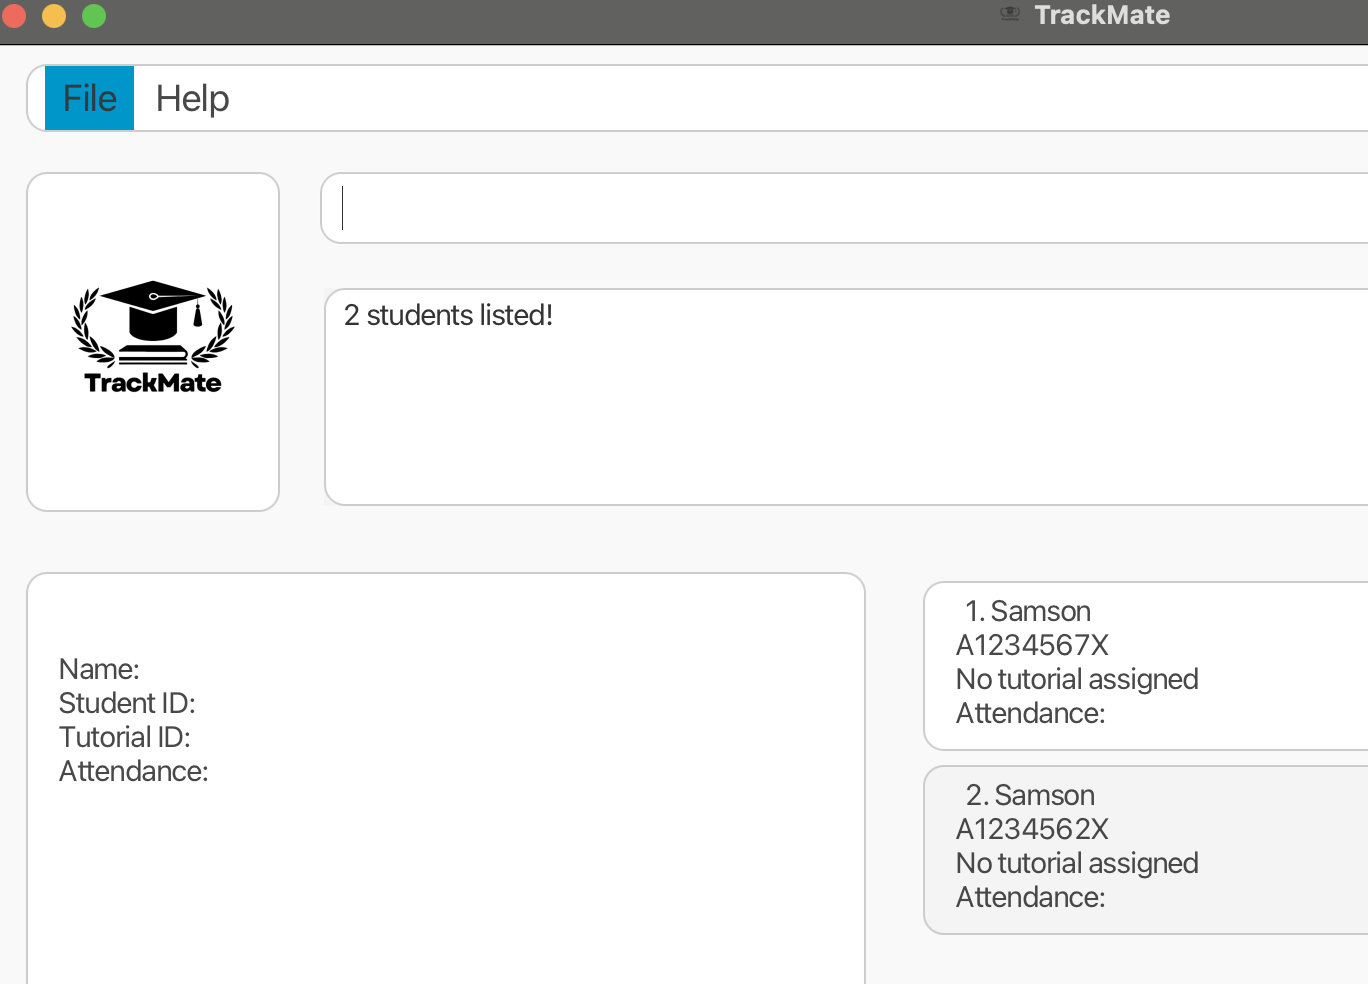 TrackMate
File Help
2 students listed!
TrackMate
Name:
Student ID:
Tutorial ID:
Attendance:
1. Samson
A1234567X
No tutorial assigned
Attendance:
2. Samson
A1234562X
No tutorial assigned
Attendance: